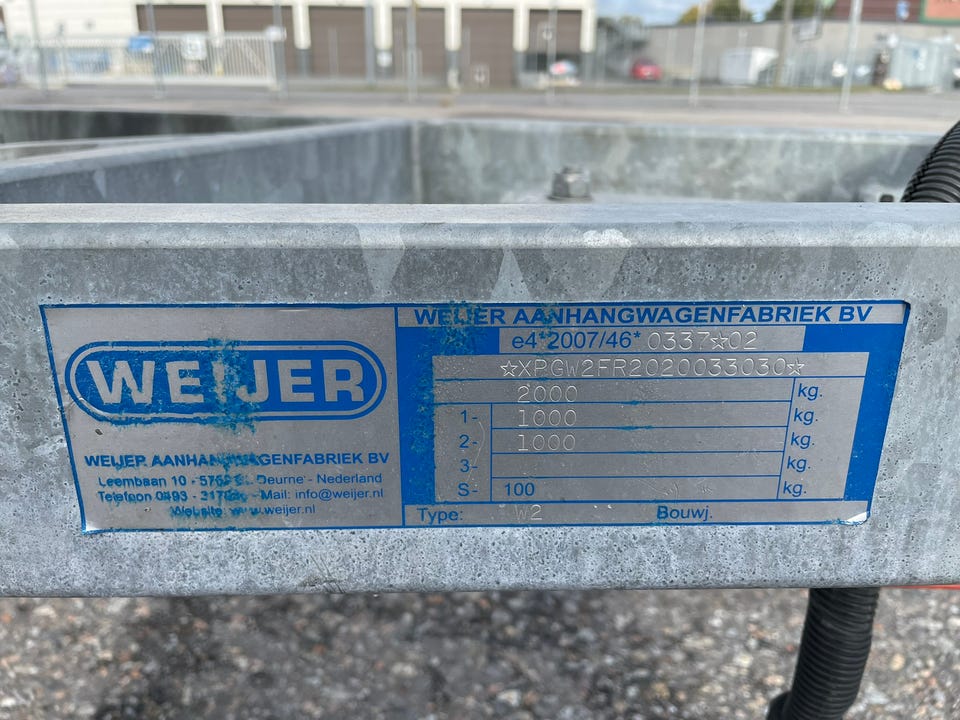 WEIJER
WEIJER AANHANGWAGENFABRIEK BV
Leembaan 10 - Deurne - Nederland
Telefoon 0493 - Mail: info@weijer.nl
Website: www.weijer.nl
WEIJER AANHANGWAGENFABRIEK BV
e4*2007/46* 0337☆02
☆XPGW2FR2020033030☆
2000 kg.
1- 1000 kg.
2- 1000 kg.
3- kg.
S- 100 kg.
Type: W2 Bouwj.